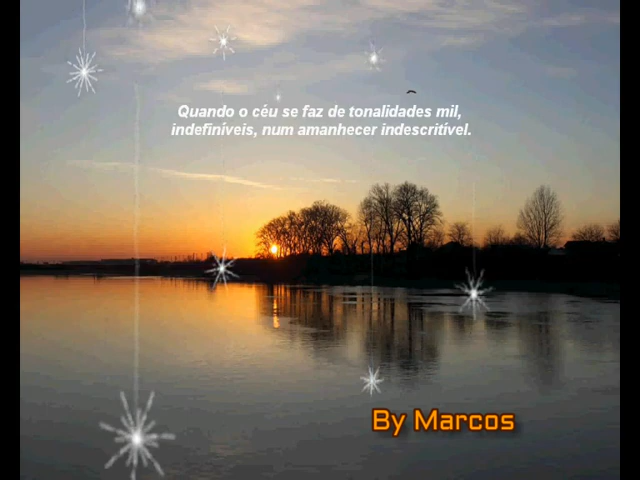 Quando o céu se faz de tonalidades mil,
indefiníveis, num amanhecer indescritível.
By Marcos